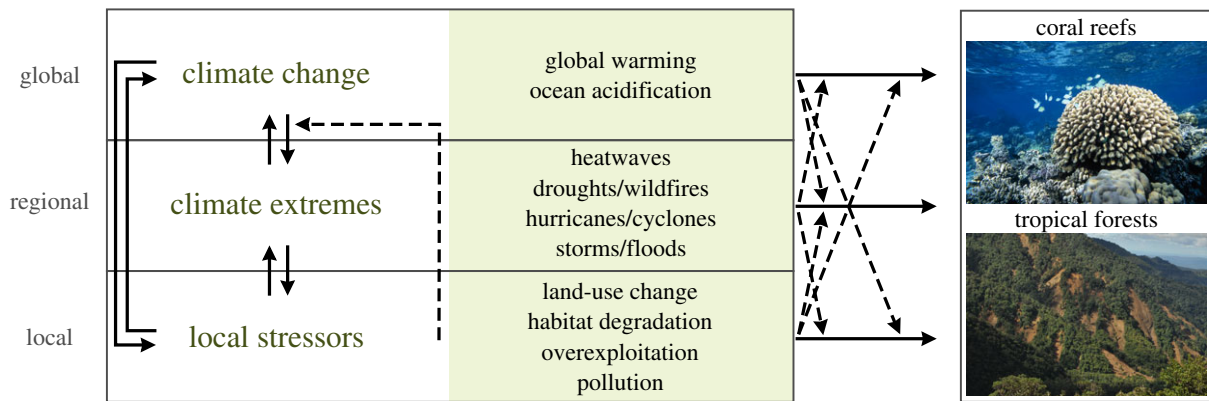 global
climate change
global warming
ocean acidification
regional
climate extremes
heatwaves
droughts/wildfires
hurricanes/cyclones
storms/floods
local
local stressors
land-use change
habitat degradation
overexploitation
pollution
coral reefs
tropical forests